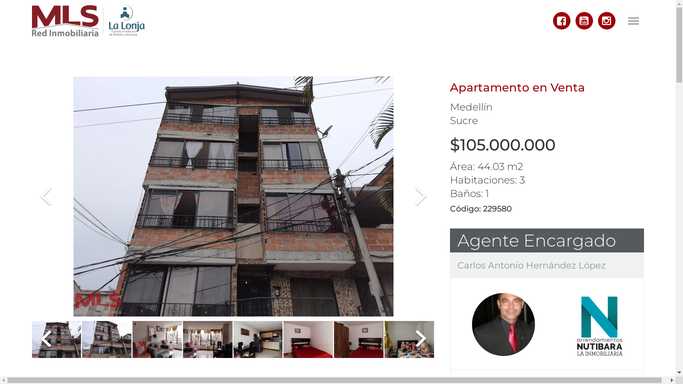 MLS
Red Inmobiliaria
La Lonja
Apartamento en Venta
Medellín
Sucre
$105.000.000
Área: 44.03 m2
Habitaciones: 3
Baños: 1
Código: 229580
Agente Encargado
Carlos Antonio Hernández López
MLS
arrendamientos
NUTIBARA
LA INMOBILIARIA